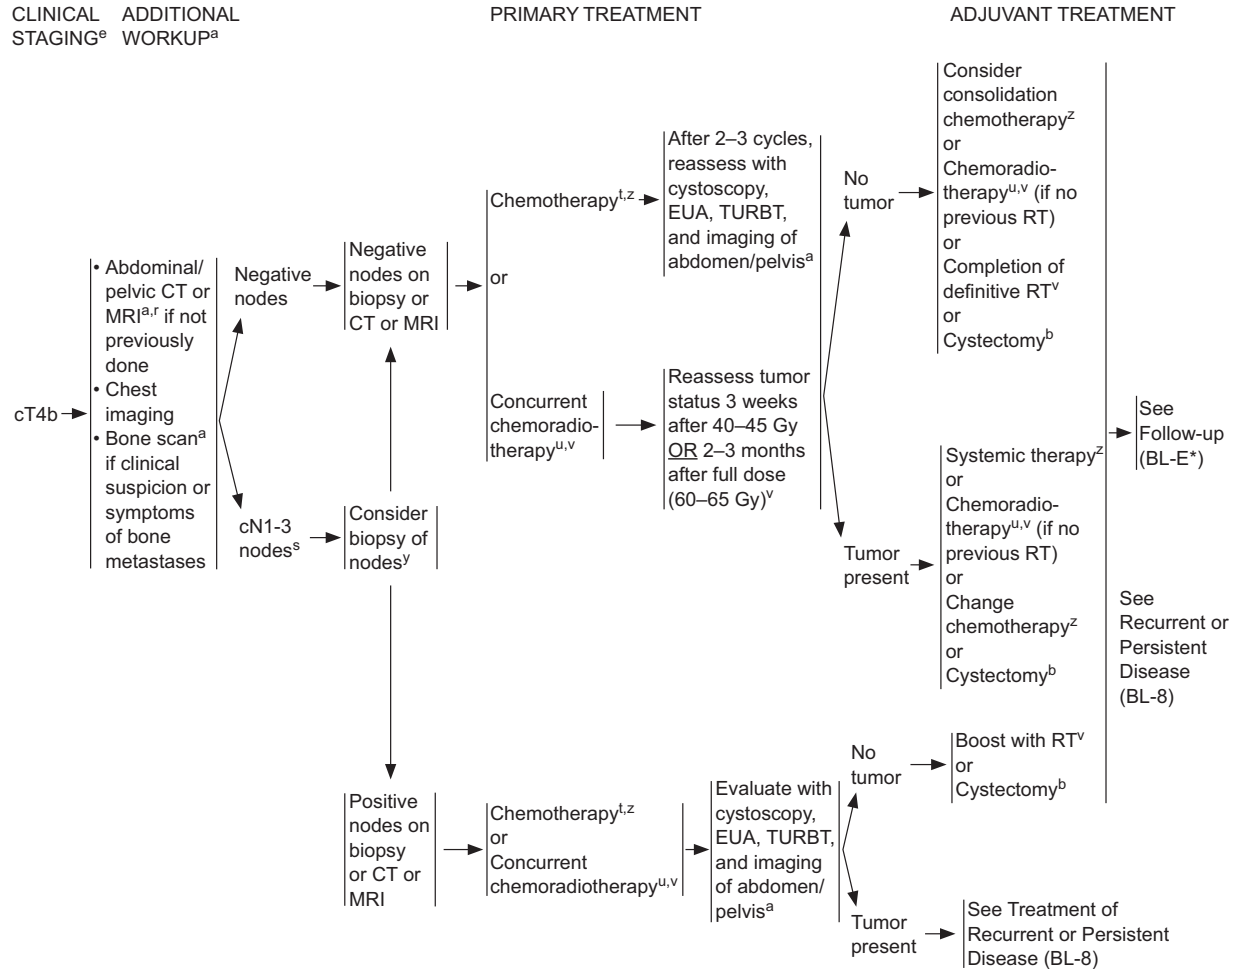 CLINICAL
STAGINGᵉ
ADDITIONAL
WORKUPᵃ
PRIMARY TREATMENT
ADJUVANT TREATMENT
cT4b
• Abdominal/
pelvic CT or
MRIᵃ,ʳ if not
previously
done
• Chest
imaging
• Bone scanᵃ
if clinical
suspicion or
symptoms
of bone
metastases
Negative
nodes
cN1-3
nodesˢ
Negative
nodes on
biopsy or
CT or MRI
Consider
biopsy of
nodesʸ
Positive
nodes on
biopsy
or CT or
MRI
Chemotherapyᵗ,ᶻ
or
Concurrent
chemoradio-
therapyᵘ,ᵛ
After 2–3 cycles,
reassess with
cystoscopy,
EUA, TURBT,
and imaging of
abdomen/pelvisᵃ
Reassess tumor
status 3 weeks
after 40–45 Gy
OR 2–3 months
after full dose
(60–65 Gy)ᵛ
No
tumor
Tumor
present
Consider
consolidation
chemotherapyᶻ
or
Chemoradio-
therapyᵘ,ᵛ (if no
previous RT)
or
Completion of
definitive RTᵛ
or
Cystectomyᵇ
Systemic therapyᶻ
or
Chemoradio-
therapyᵘ,ᵛ (if no
previous RT)
or
Change
chemotherapyᶻ
or
Cystectomyᵇ
See
Follow-up
(BL-E*)
See
Recurrent or
Persistent
Disease
(BL-8)
Chemotherapyᵗ,ᶻ
or
Concurrent
chemoradiotherapyᵘ,ᵛ
Evaluate with
cystoscopy,
EUA, TURBT,
and imaging
of abdomen/
pelvisᵃ
No
tumor
Boost with RTᵛ
or
Cystectomyᵇ
Tumor
present
See Treatment of
Recurrent or Persistent
Disease (BL-8)